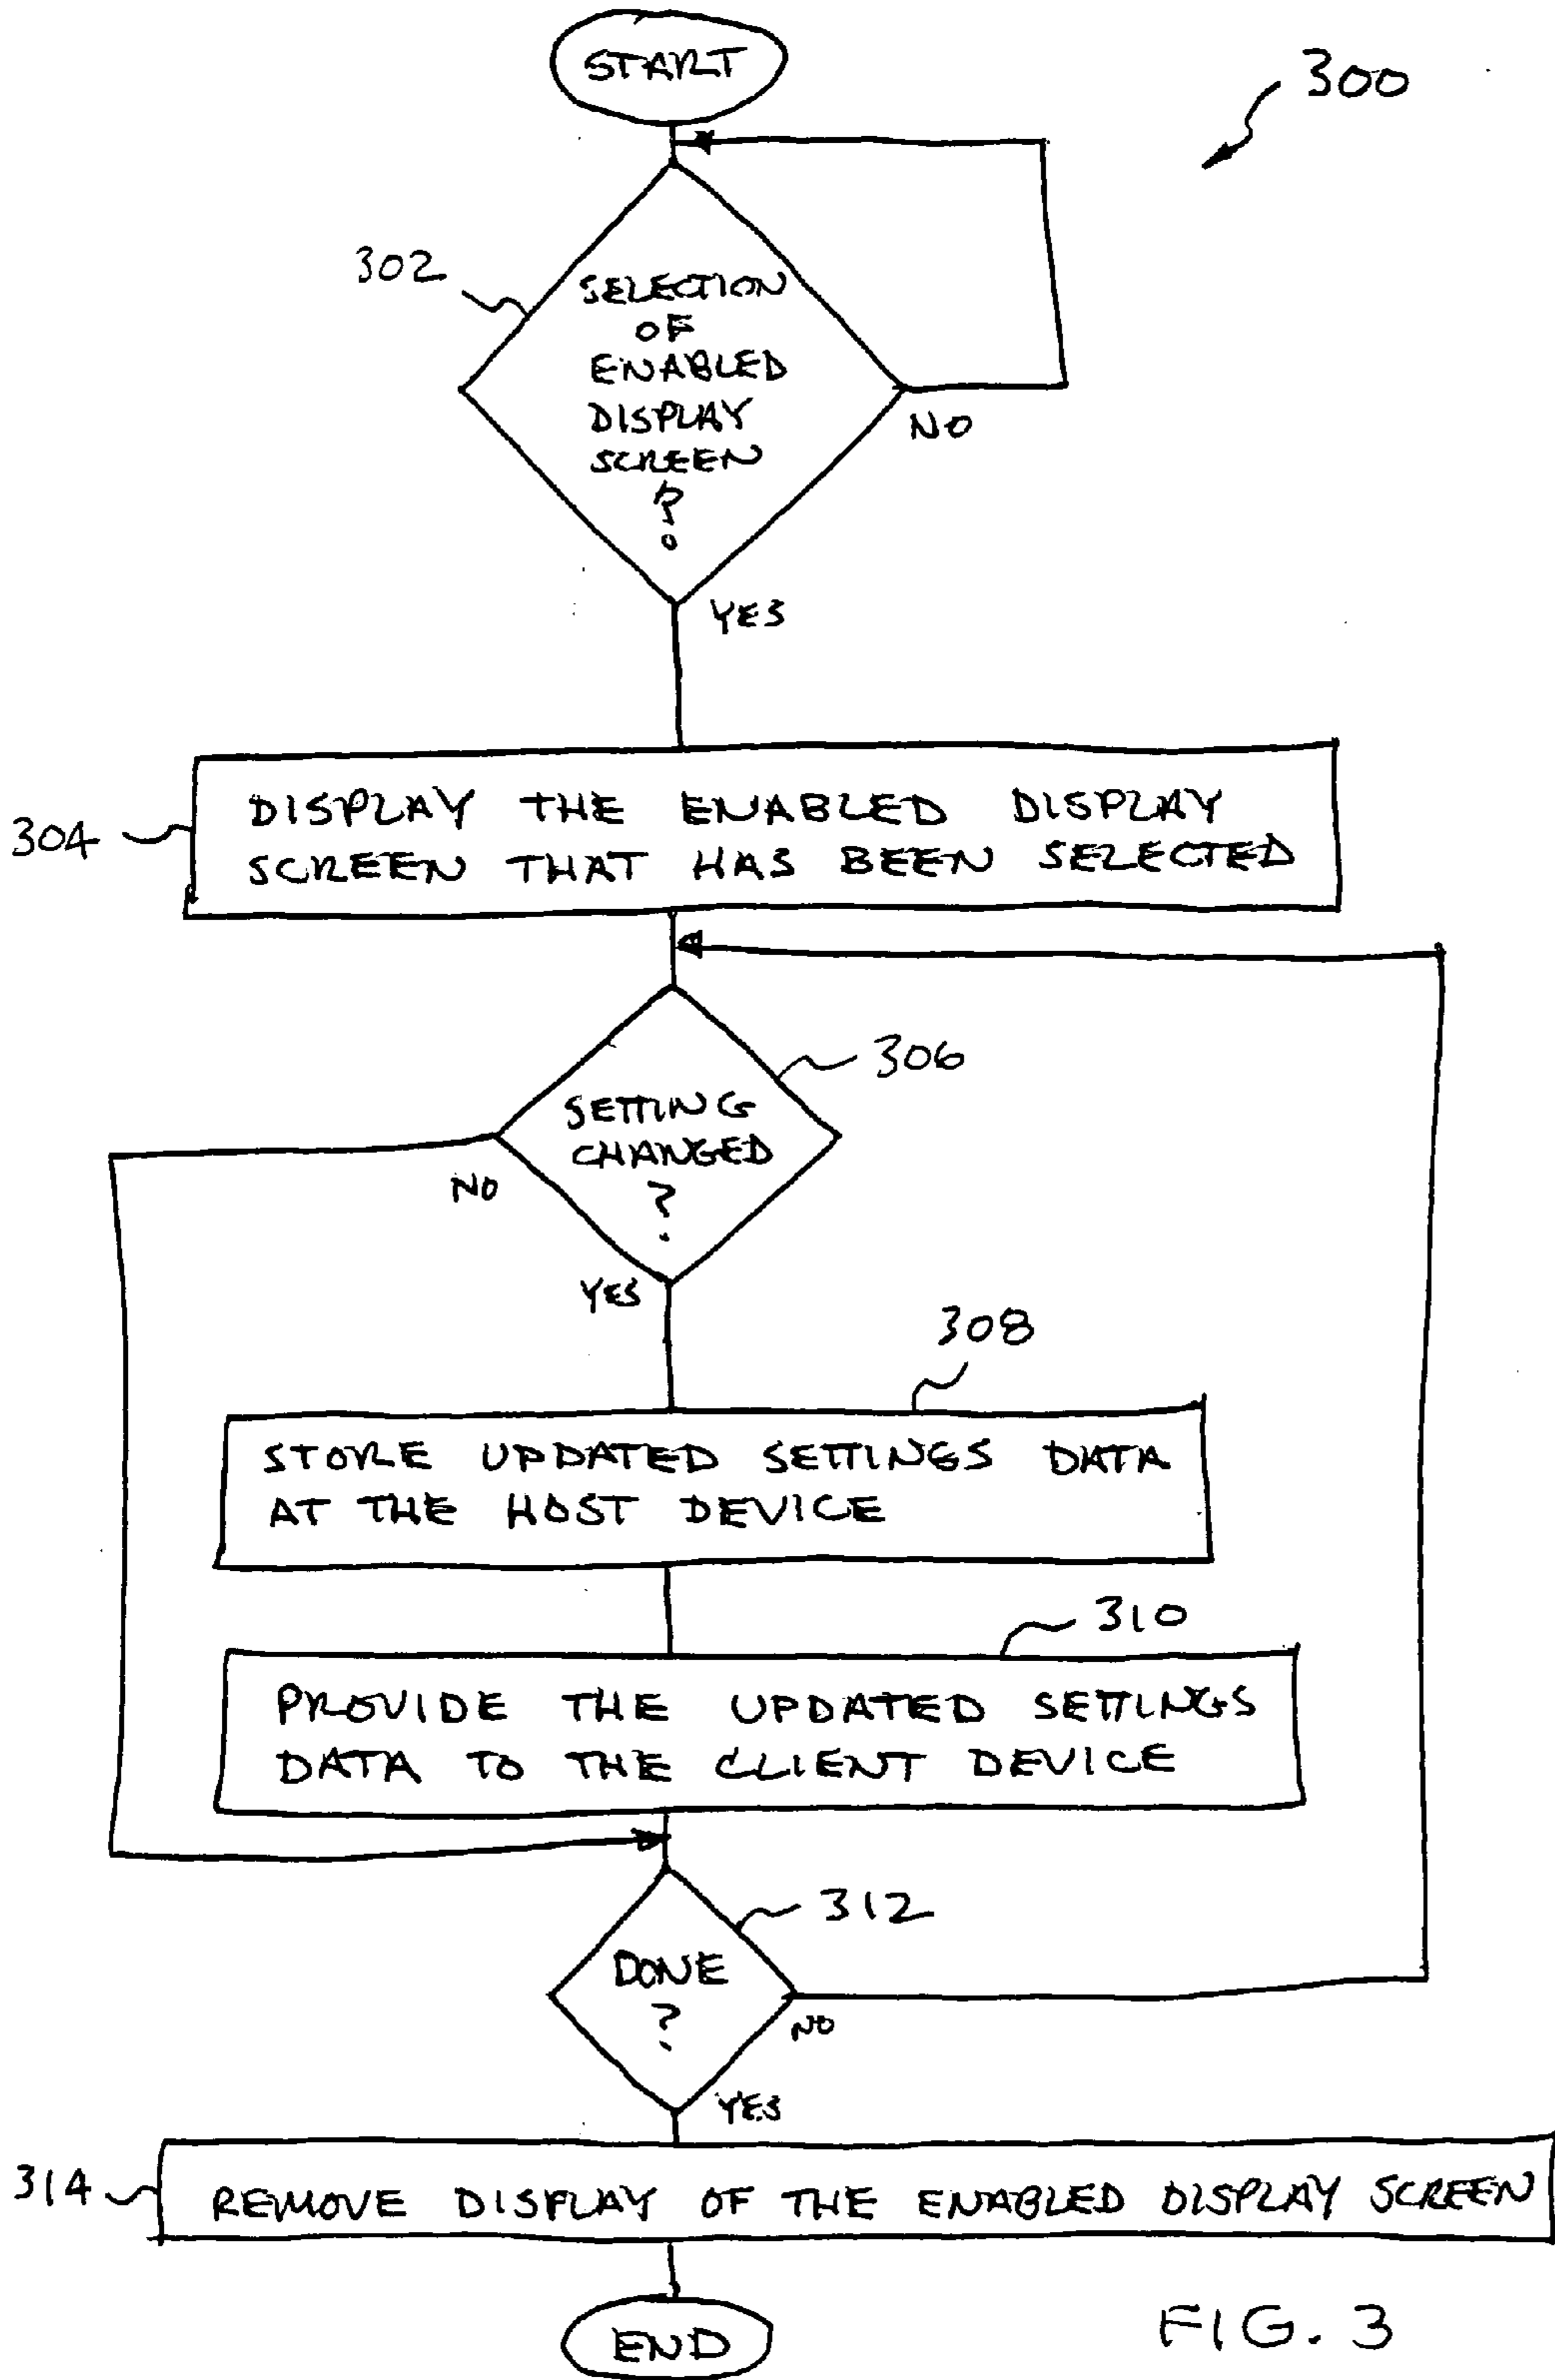 START
300
302
SELECTION
OF
ENABLED
DISPLAY
SCREEN
?
NO
YES
304
DISPLAY THE ENABLED DISPLAY
SCREEN THAT HAS BEEN SELECTED
306
SETTING
CHANGED
?
NO
YES
308
STORE UPDATED SETTINGS DATA
AT THE HOST DEVICE
310
PROVIDE THE UPDATED SETTINGS
DATA TO THE CLIENT DEVICE
312
DONE
?
NO
YES
314
REMOVE DISPLAY OF THE ENABLED DISPLAY SCREEN
END
FIG. 3